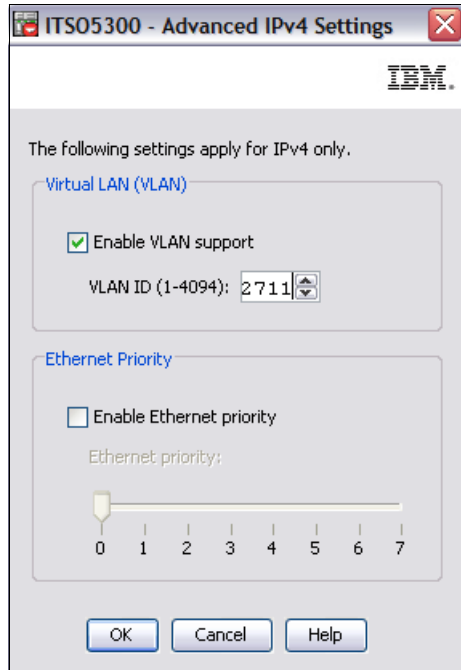 ITSO5300 - Advanced IPv4 Settings
IBM.
The following settings apply for IPv4 only.
Virtual LAN (VLAN)
Enable VLAN support
VLAN ID (1-4094): 2711
Ethernet Priority
Enable Ethernet priority
Ethernet priority:
0 1 2 3 4 5 6 7
OK Cancel Help